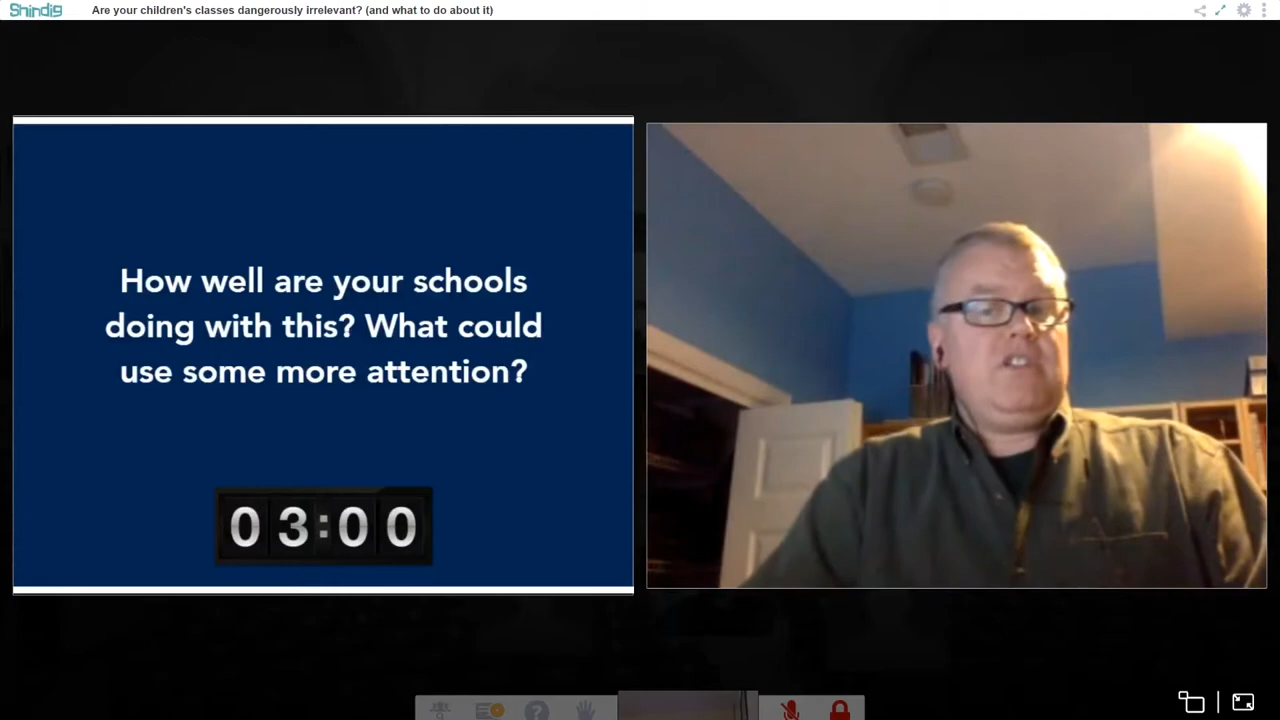 Shindig
Are your children's classes dangerously irrelevant? (and what to do about it)
How well are your schools
doing with this? What could
use some more attention?
03:00
?